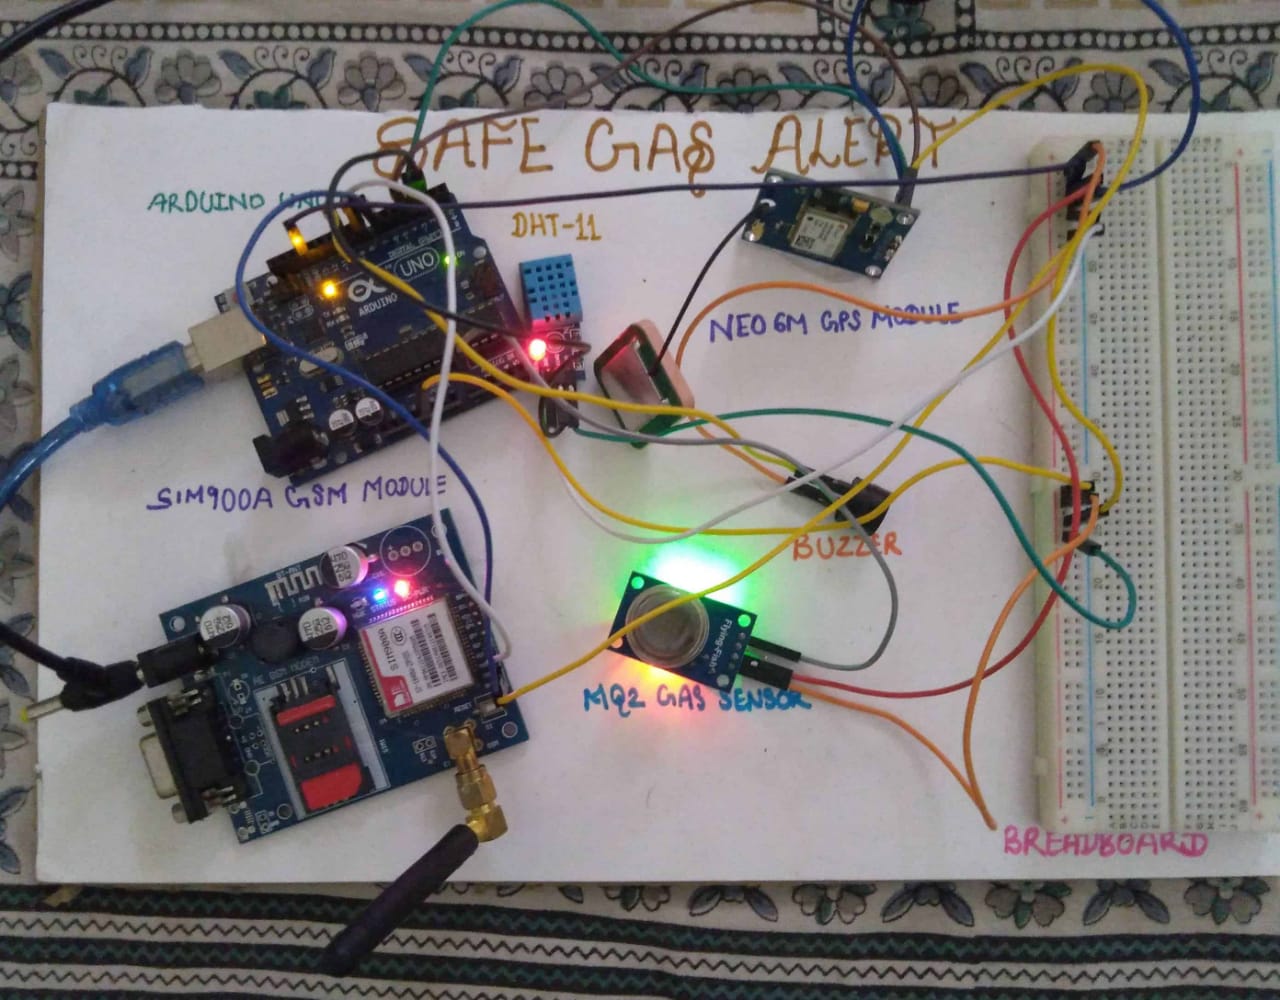 SAFE GAS ALERT
ARDUINO UNO
DHT-11
UNO
ARDUINO
NEO 6M GPS MODULE
SIM900A GSM MODULE
BUZZER
SIM900A
Flying-Fish
MQ2 GAS SENSOR
BREADBOARD